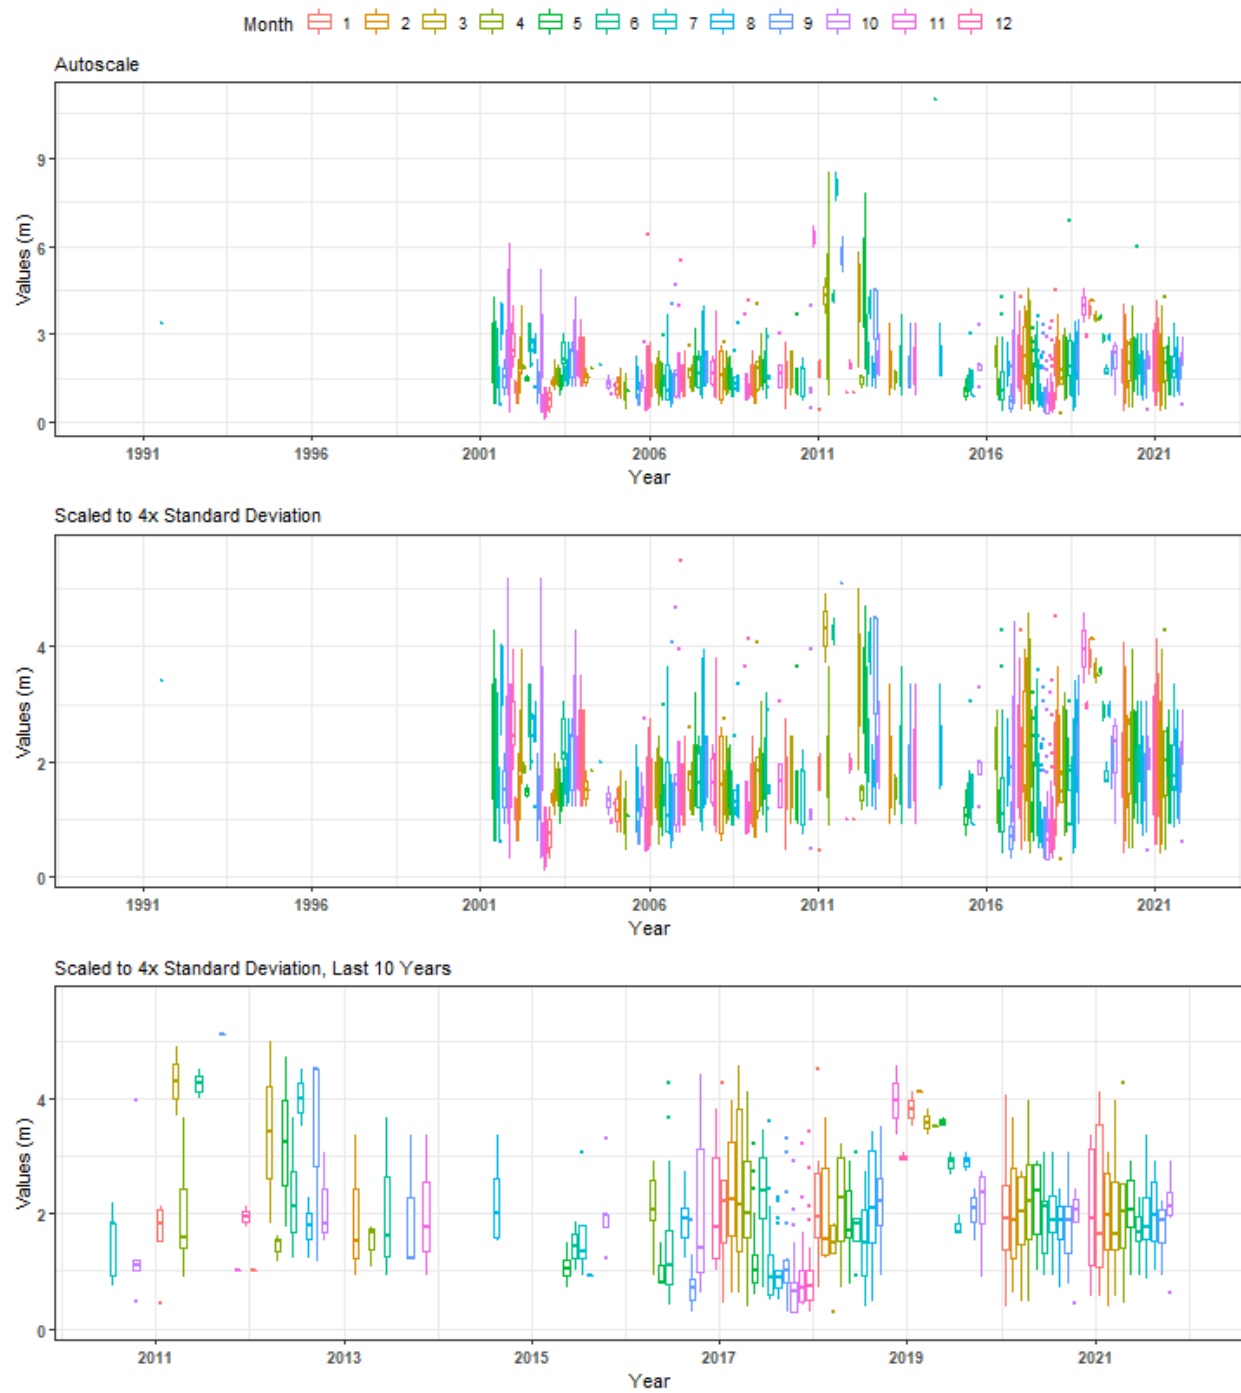 Month 1 2 3 4 5 6 7 8 9 10 11 12
Autoscale
9
6
3
0
Values (m)
1991 1996 2001 2006 2011 2016 2021
Year
Scaled to 4x Standard Deviation
4
2
0
Values (m)
1991 1996 2001 2006 2011 2016 2021
Year
Scaled to 4x Standard Deviation, Last 10 Years
4
2
0
Values (m)
2011 2013 2015 2017 2019 2021
Year